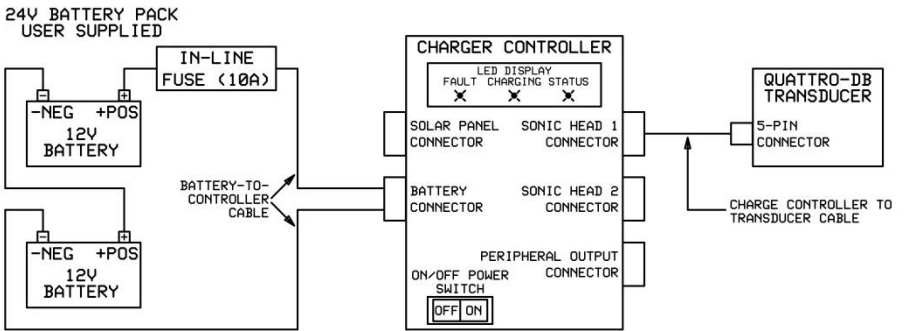 24V BATTERY PACK
USER SUPPLIED
IN-LINE
FUSE (10A)
-NEG +POS
12V
BATTERY
-NEG +POS
12V
BATTERY
BATTERY-TO-
CONTROLLER
CABLE
CHARGER CONTROLLER
LED DISPLAY
FAULT CHARGING STATUS
SOLAR PANEL
CONNECTOR
SONIC HEAD 1
CONNECTOR
BATTERY
CONNECTOR
SONIC HEAD 2
CONNECTOR
PERIPHERAL OUTPUT
CONNECTOR
ON/OFF POWER
SWITCH
OFF ON
QUATTRO-DB
TRANSDUCER
5-PIN
CONNECTOR
CHARGE CONTROLLER TO
TRANSDUCER CABLE